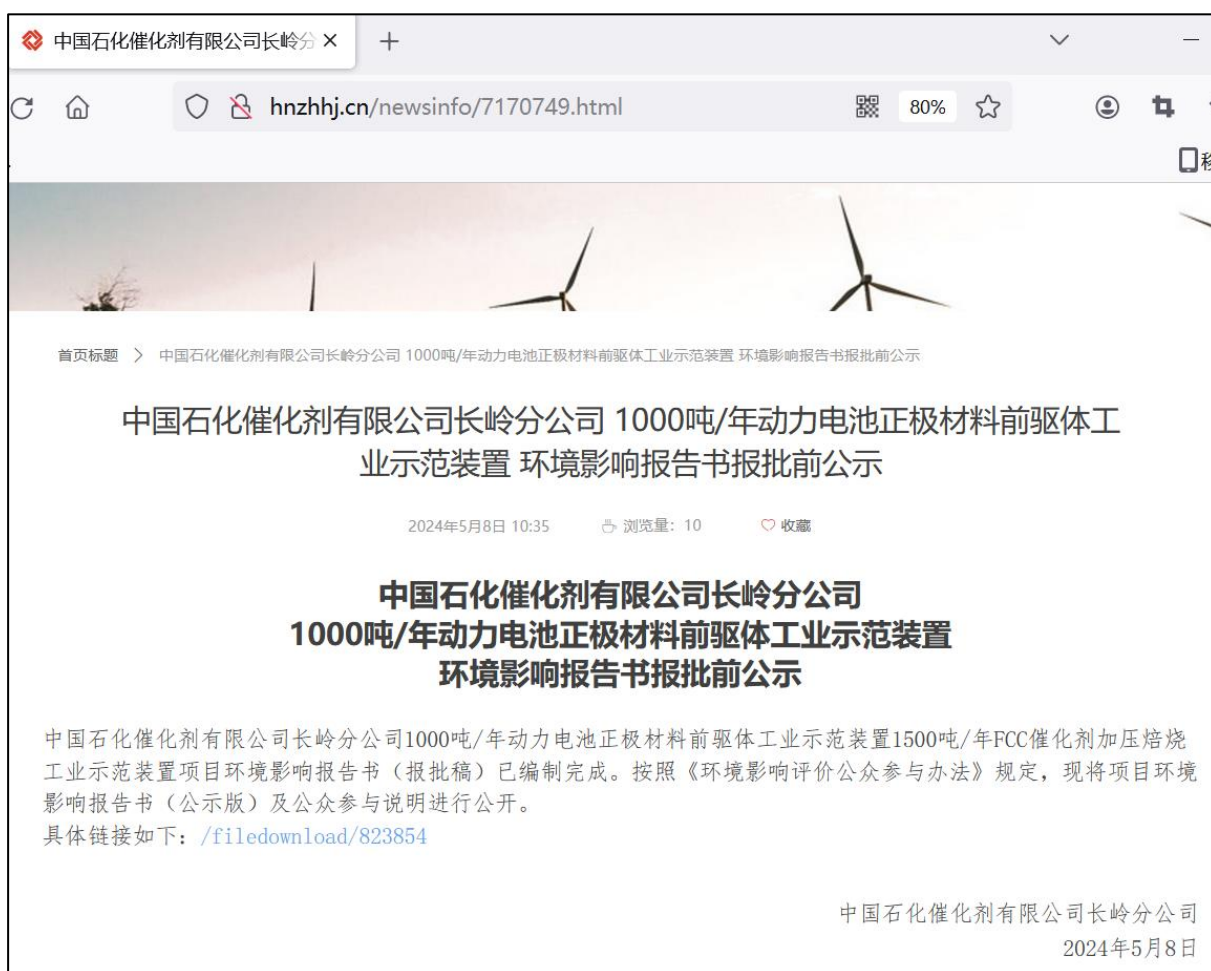 中国石化催化剂有限公司长岭分
hnzhhj.cn/newsinfo/7170749.html
80%
首页标题 > 中国石化催化剂有限公司长岭分公司 1000吨/年动力电池正极材料前驱体工业示范装置 环境影响报告书报批前公示
中国石化催化剂有限公司长岭分公司 1000吨/年动力电池正极材料前驱体工
业示范装置 环境影响报告书报批前公示
2024年5月8日 10:35 浏览量：10 收藏
中国石化催化剂有限公司长岭分公司
1000吨/年动力电池正极材料前驱体工业示范装置
环境影响报告书报批前公示
中国石化催化剂有限公司长岭分公司1000吨/年动力电池正极材料前驱体工业示范装置1500吨/年FCC催化剂加压焙烧
工业示范装置项目环境影响报告书（报批稿）已编制完成。按照《环境影响评价公众参与办法》规定，现将项目环境
影响报告书（公示版）及公众参与说明进行公开。
具体链接如下：/filedownload/823854
中国石化催化剂有限公司长岭分公司
2024年5月8日